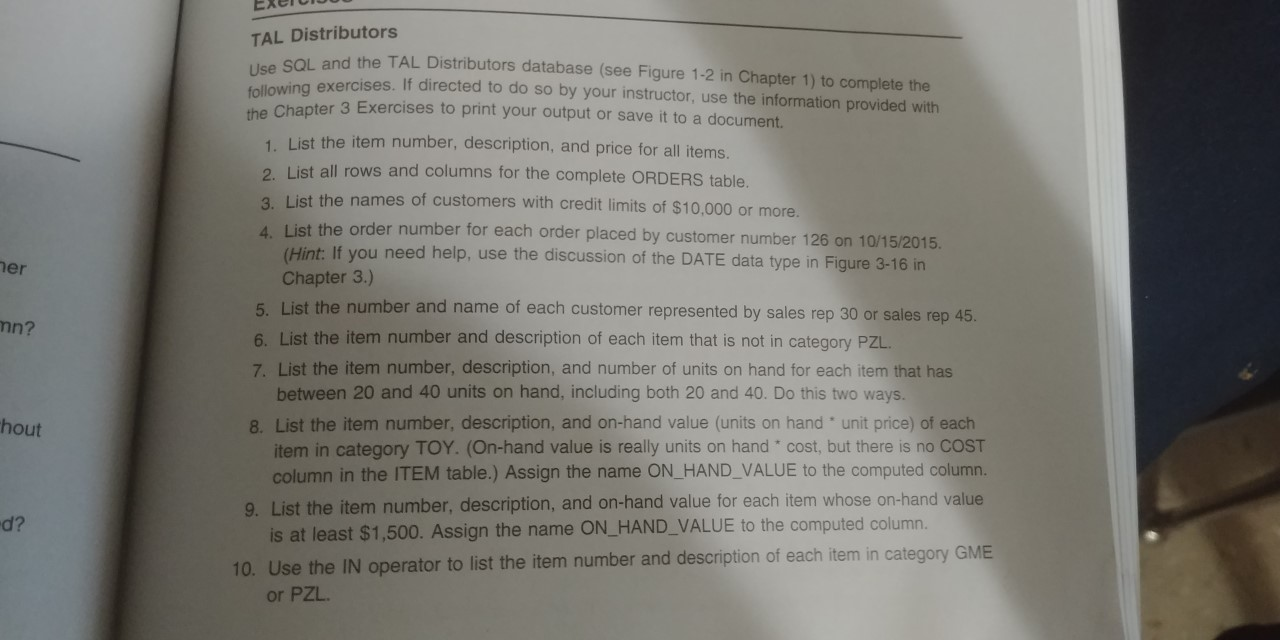 Exercises
TAL Distributors
Use SQL and the TAL Distributors database (see Figure 1-2 in Chapter 1) to complete the
following exercises. If directed to do so by your instructor, use the information provided with
the Chapter 3 Exercises to print your output or save it to a document.
1. List the item number, description, and price for all items.
2. List all rows and columns for the complete ORDERS table.
3. List the names of customers with credit limits of $10,000 or more.
4. List the order number for each order placed by customer number 126 on 10/15/2015.
(Hint: If you need help, use the discussion of the DATE data type in Figure 3-16 in
Chapter 3.)
5. List the number and name of each customer represented by sales rep 30 or sales rep 45.
6. List the item number and description of each item that is not in category PZL.
7. List the item number, description, and number of units on hand for each item that has
between 20 and 40 units on hand, including both 20 and 40. Do this two ways.
8. List the item number, description, and on-hand value (units on hand * unit price) of each
item in category TOY. (On-hand value is really units on hand * cost, but there is no COST
column in the ITEM table.) Assign the name ON_HAND_VALUE to the computed column.
9. List the item number, description, and on-hand value for each item whose on-hand value
is at least $1,500. Assign the name ON_HAND_VALUE to the computed column.
10. Use the IN operator to list the item number and description of each item in category GME
or PZL.